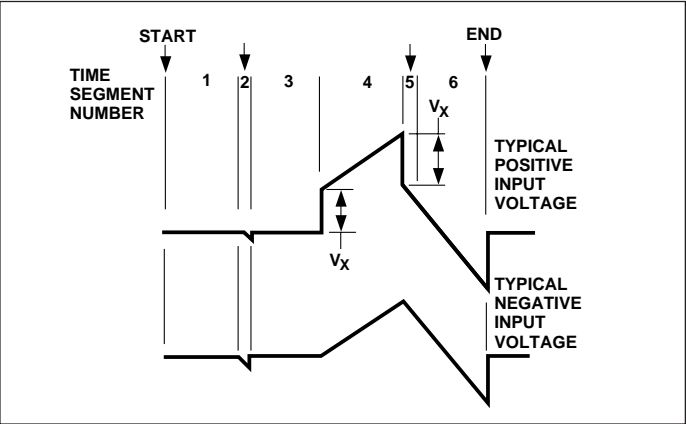 START
END
TIME
SEGMENT
NUMBER
1 2 3 4 5 6
VX
TYPICAL
POSITIVE
INPUT
VOLTAGE
VX
TYPICAL
NEGATIVE
INPUT
VOLTAGE